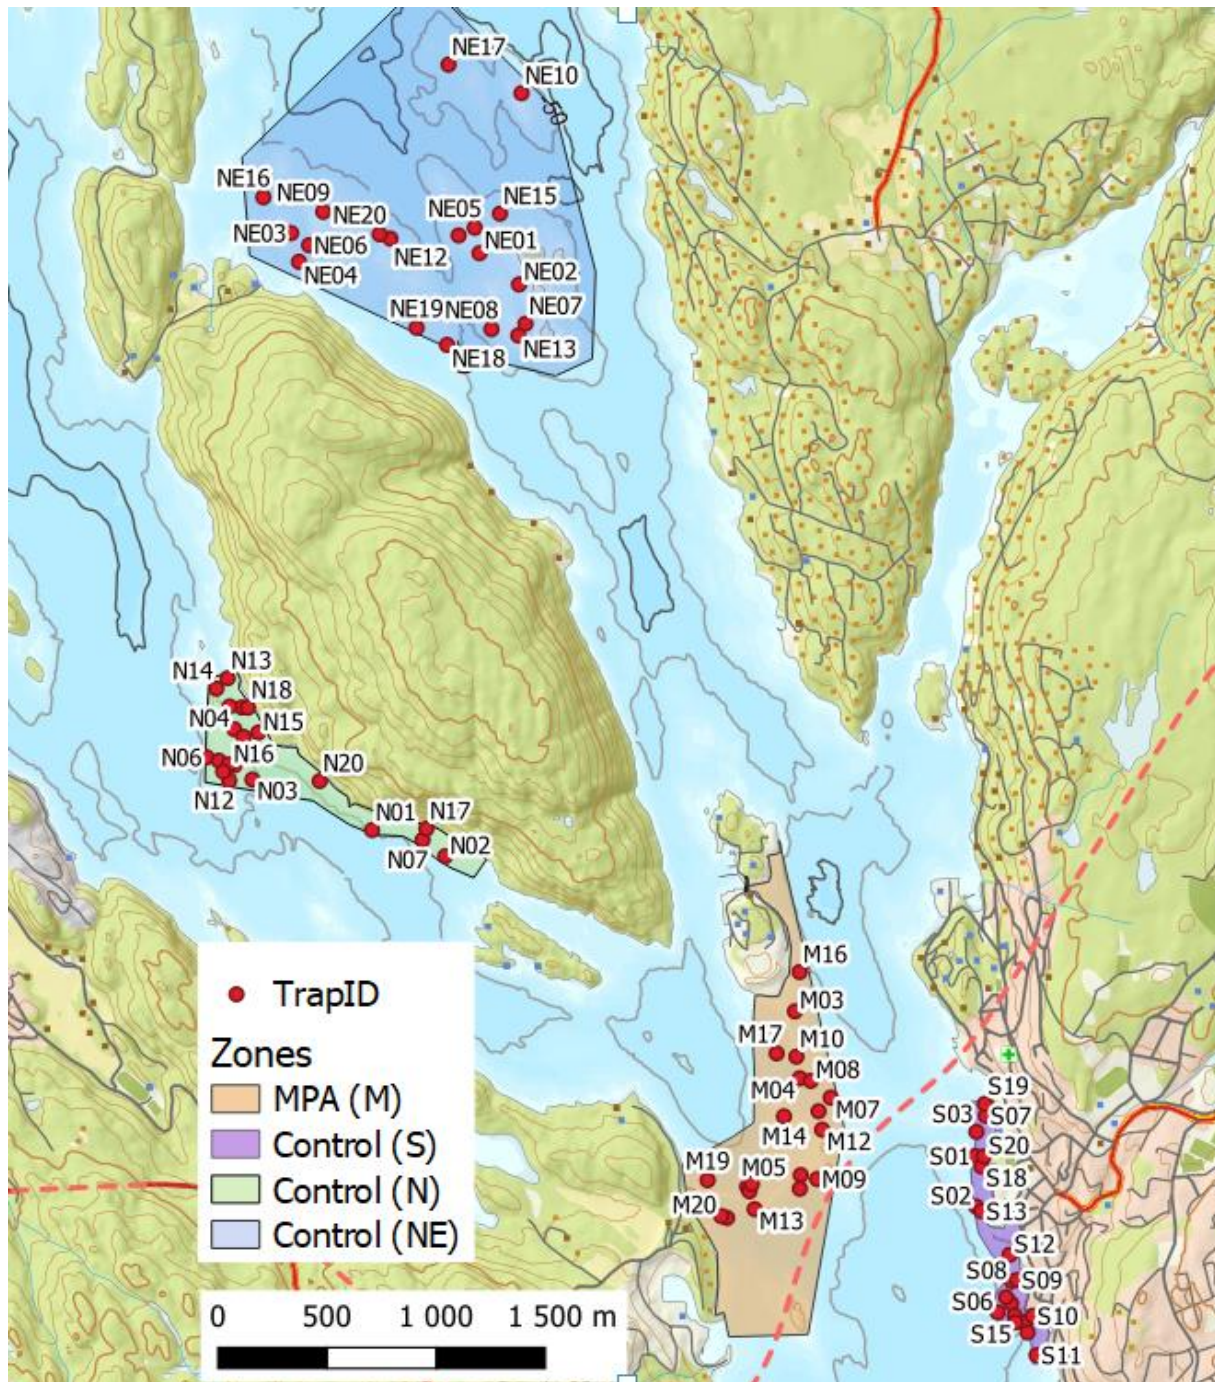 NE17
NE10
50
NE16
NE09
NE05
NE15
NE20
NE03
NE06
NE01
NE12
NE04
NE02
NE19
NE08
NE07
NE18
NE13
N13
N14
N18
N04
N15
N06
N16
N20
N12
N03
N01
N17
N07
N02
M16
M03
M17
M10
M08
M04
M07
M14
M12
M19
M05
M09
M20
M13
S19
S03
S07
S01
S20
S18
S02
S13
S12
S08
S09
S06
S10
S15
S11
TrapID
Zones
MPA (M)
Control (S)
Control (N)
Control (NE)
0 500 1 000 1 500 m